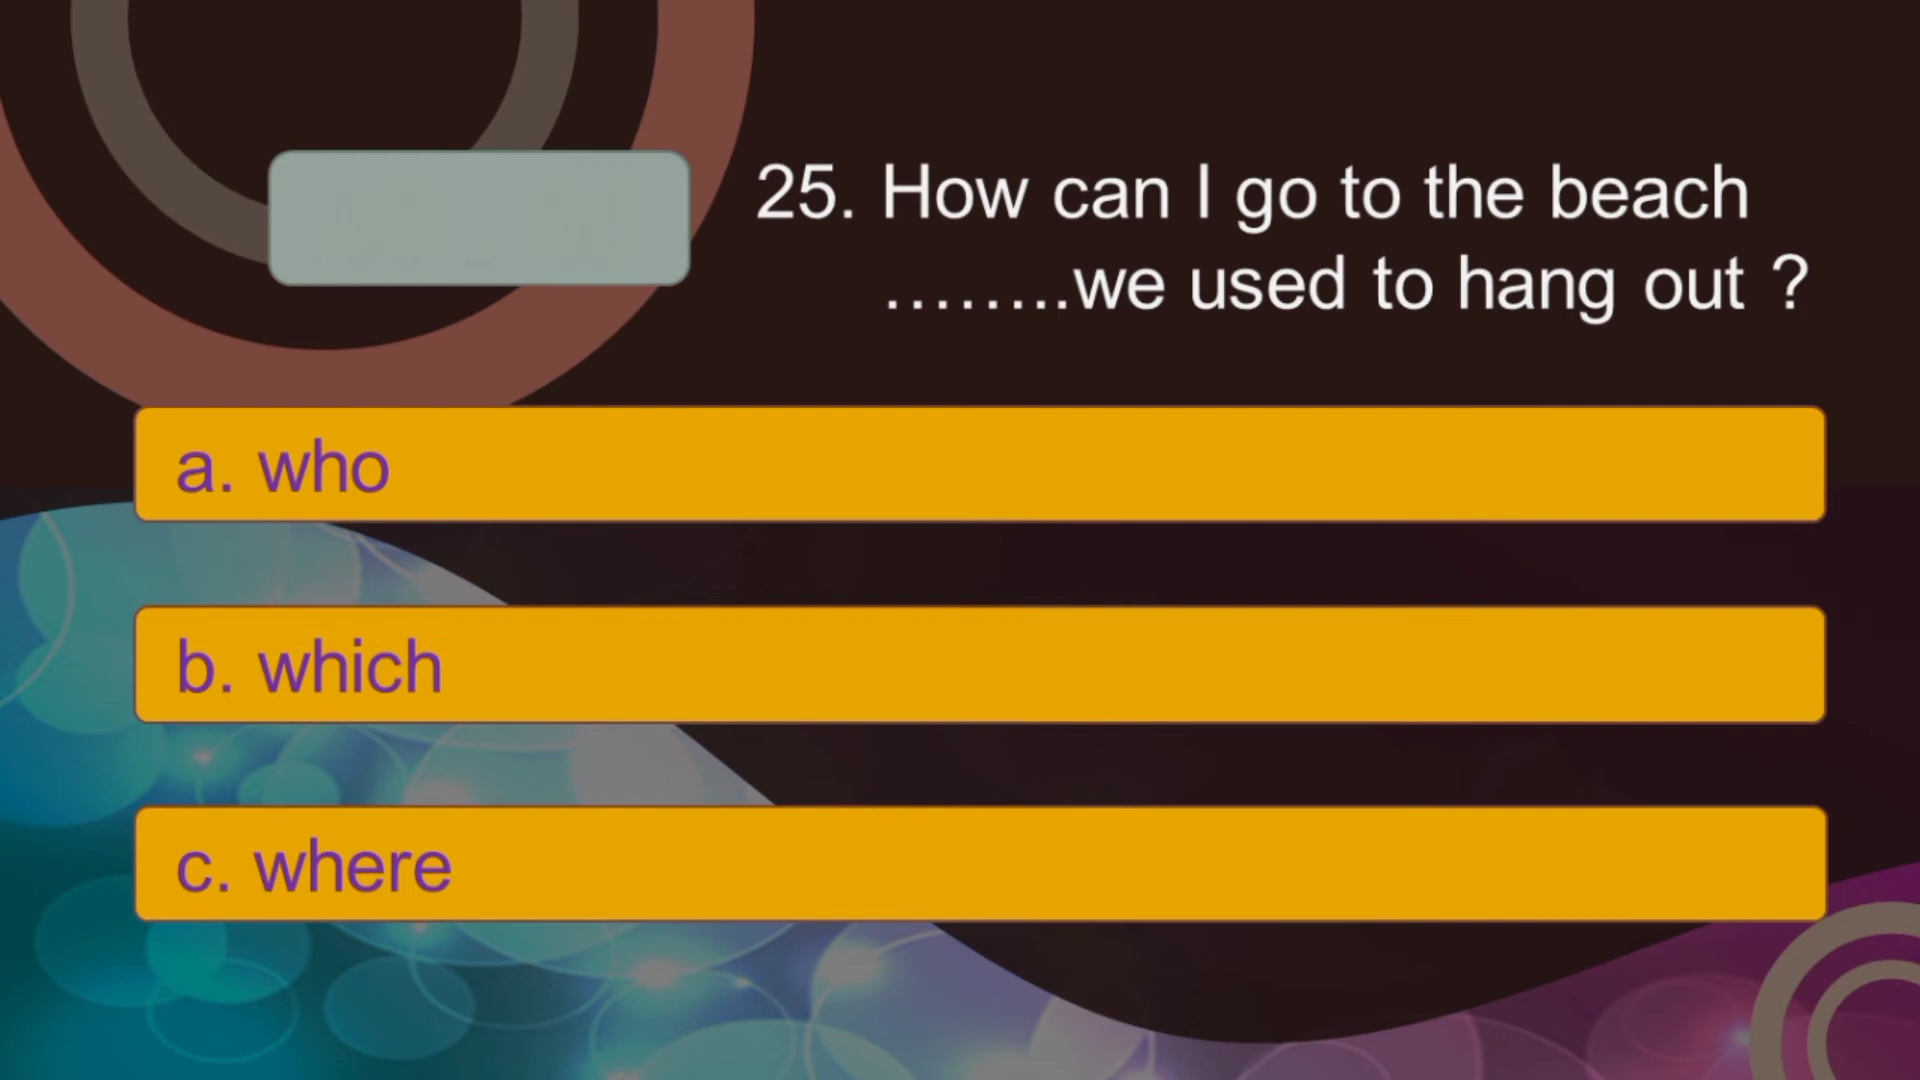 25. How can I go to the beach
……..we used to hang out ?
a. who
b. which
c. where